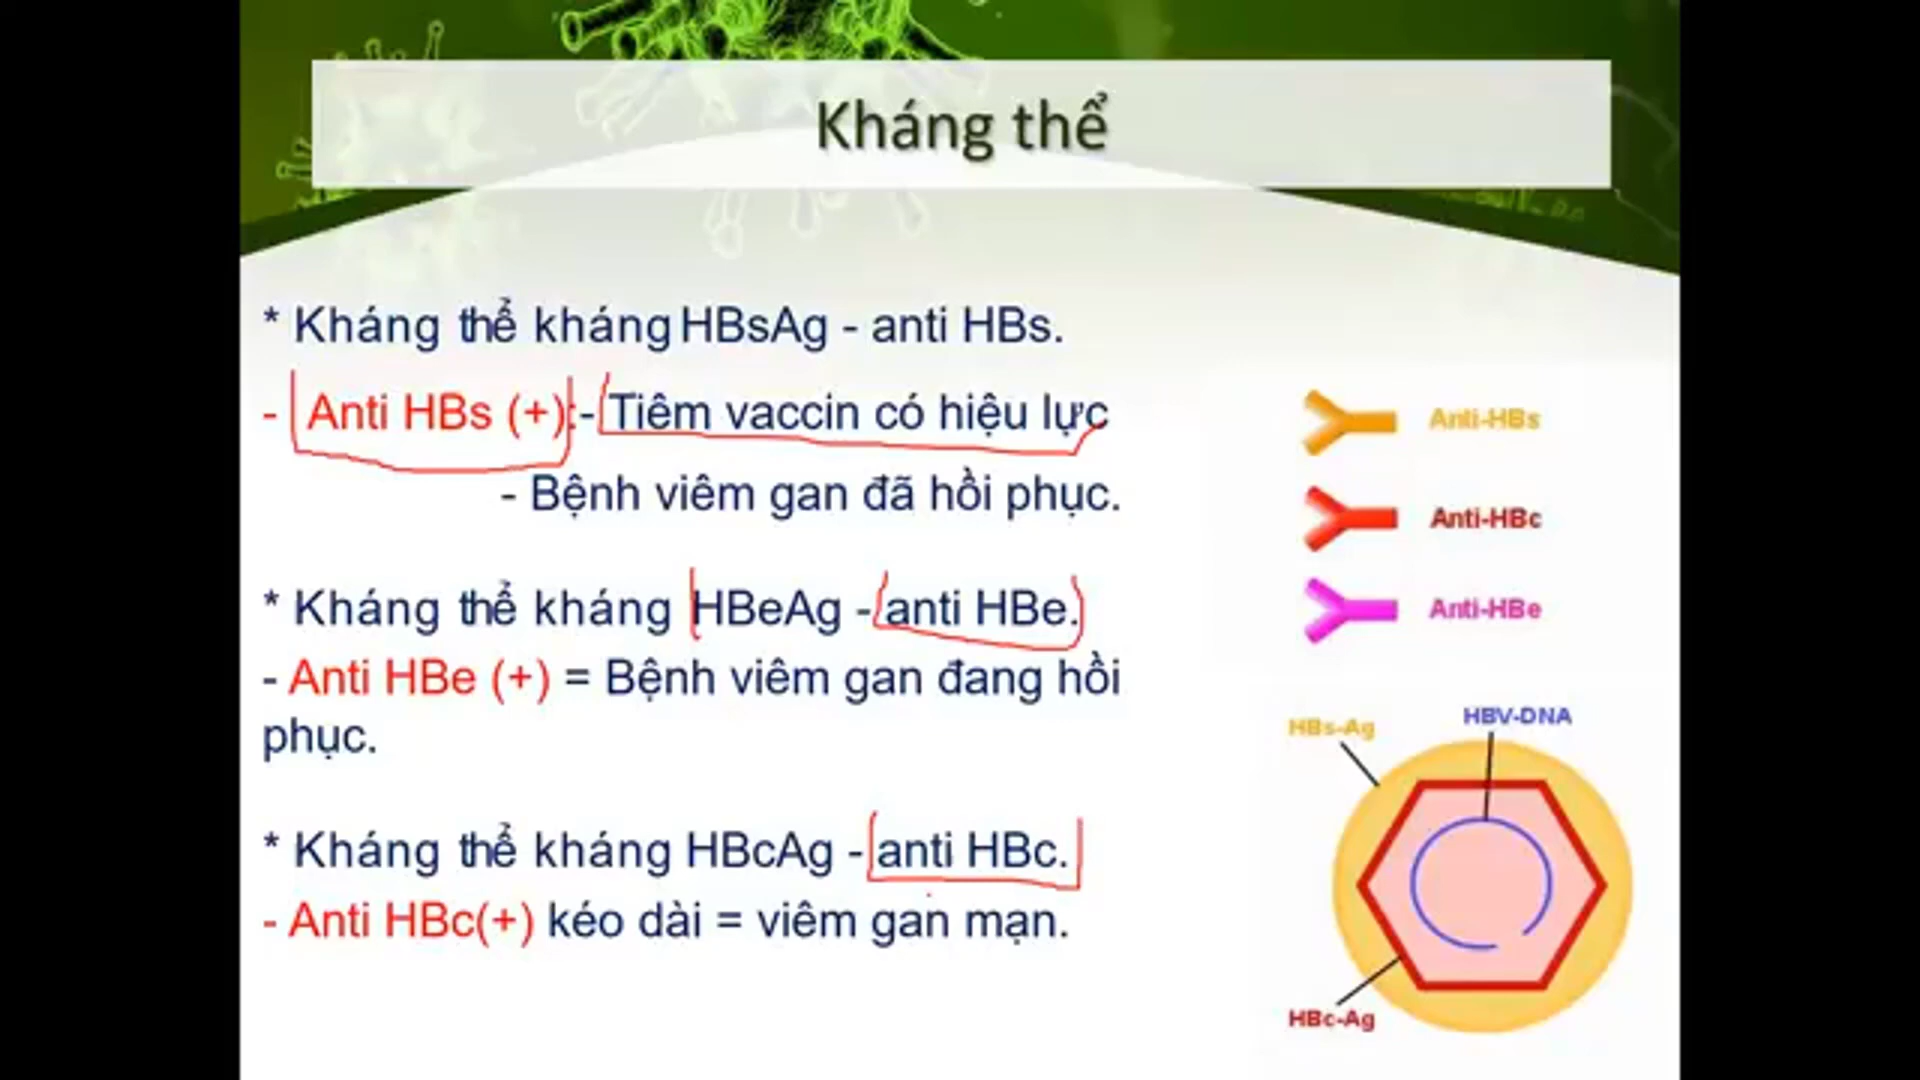 Kháng thể
* Kháng thể kháng HBsAg - anti HBs.
- Anti HBs (+):- Tiêm vaccin có hiệu lực
- Bệnh viêm gan đã hồi phục.
* Kháng thể kháng HBeAg - anti HBe.
- Anti HBe (+) = Bệnh viêm gan đang hồi
phục.
* Kháng thể kháng HBcAg - anti HBc.
- Anti HBc(+) kéo dài = viêm gan mạn.
Anti-HBs
Anti-HBc
Anti-HBe
HBs-Ag
HBV-DNA
HBc-Ag